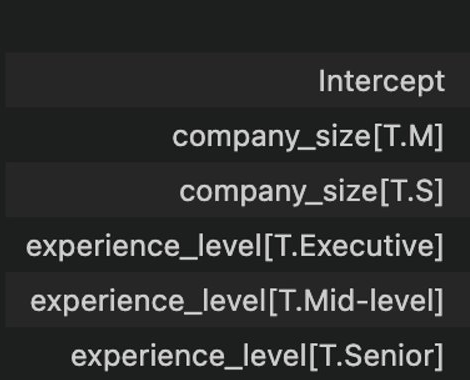 Intercept
company_size[T.M]
company_size[T.S]
experience_level[T.Executive]
experience_level[T.Mid-level]
experience_level[T.Senior]